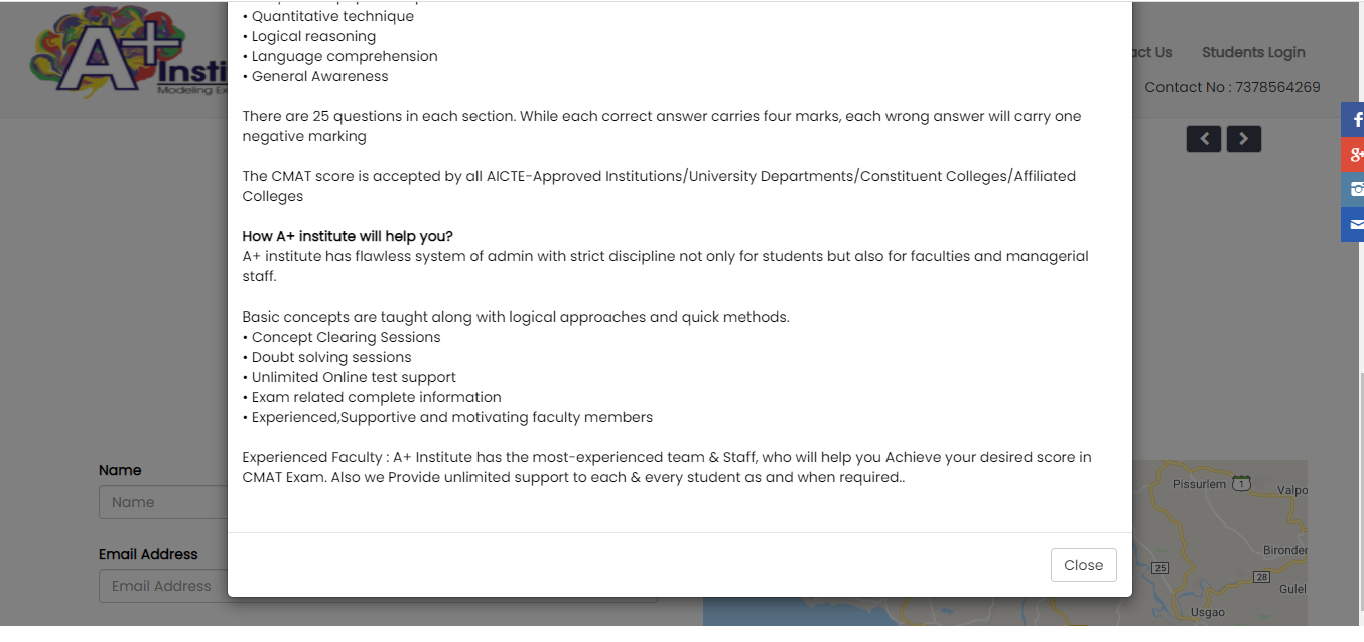 • Quantitative technique
• Logical reasoning
• Language comprehension
• General Awareness
There are 25 questions in each section. While each correct answer carries four marks, each wrong answer will carry one
negative marking
The CMAT score is accepted by all AICTE-Approved Institutions/University Departments/Constituent Colleges/Affiliated
Colleges
How A+ institute will help you?
A+ institute has flawless system of admin with strict discipline not only for students but also for faculties and managerial
staff.
Basic concepts are taught along with logical approaches and quick methods.
• Concept Clearing Sessions
• Doubt solving sessions
• Unlimited Online test support
• Exam related complete information
• Experienced,Supportive and motivating faculty members
Experienced Faculty : A+ Institute has the most-experienced team & Staff, who will help you Achieve your desired score in
CMAT Exam. Also we Provide unlimited support to each & every student as and when required..
Close
A+
Insti
Modeling Ex
act Us
Students Login
Contact No : 7378564269
Name
Name
Email Address
Email Address
Pissurlem
1
Valpo
Bironder
25
28
Gulel
Usgao